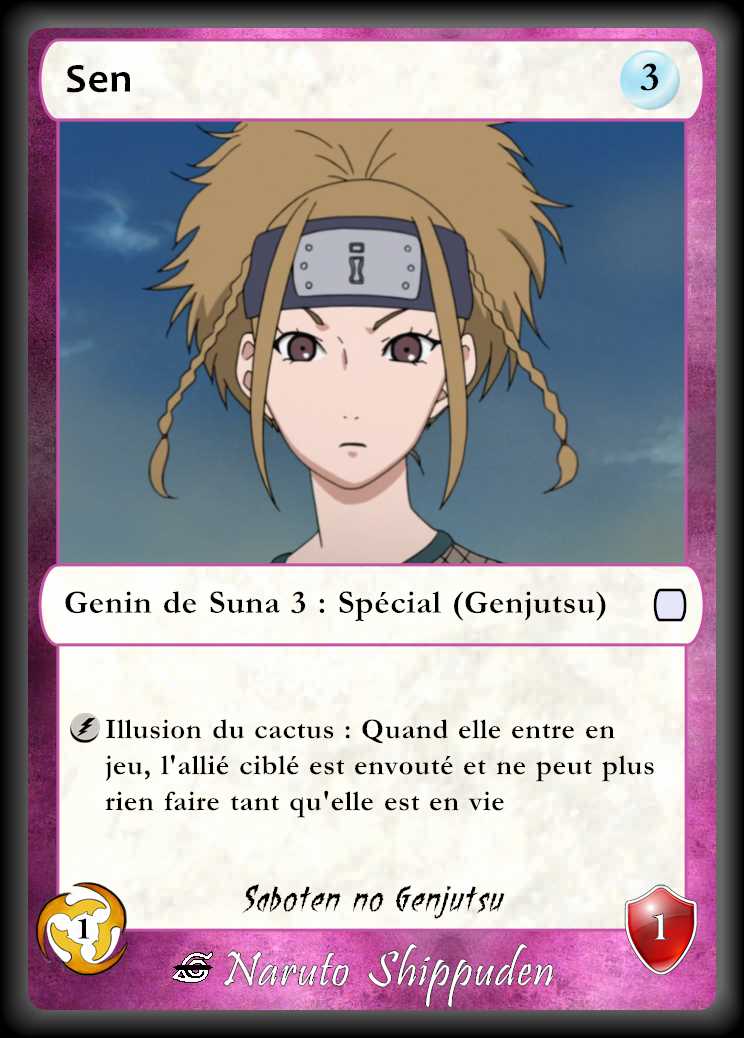 Sen
3
Genin de Suna 3 : Spécial (Genjutsu)
Illusion du cactus : Quand elle entre en
jeu, l'allié ciblé est envouté et ne peut plus
rien faire tant qu'elle est en vie
Saboten no Genjutsu
1
1
Naruto Shippuden